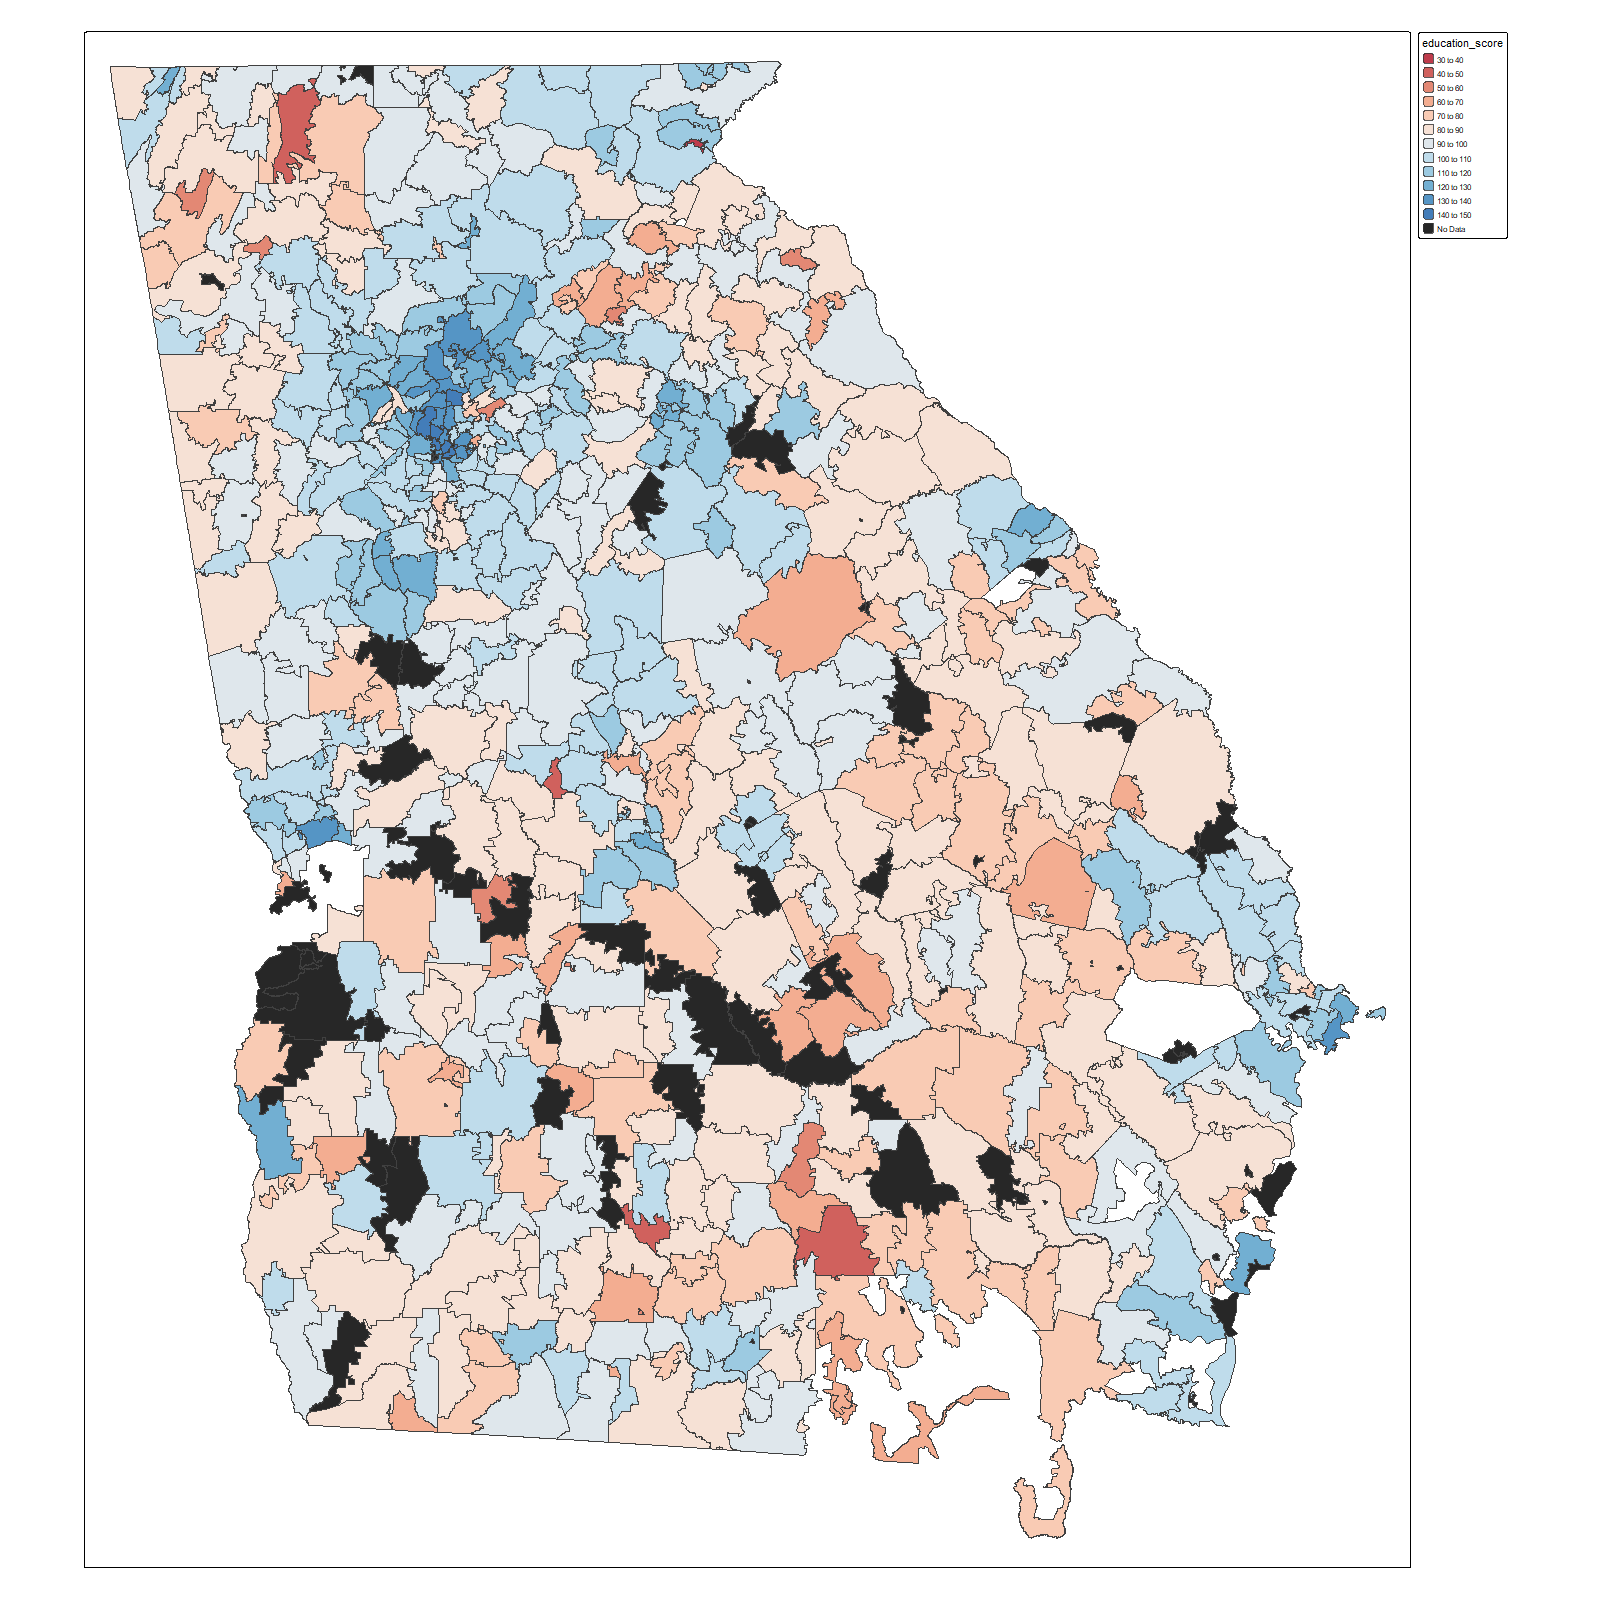 education_score
30 to 40
40 to 50
50 to 60
60 to 70
70 to 80
80 to 90
90 to 100
100 to 110
110 to 120
120 to 130
130 to 140
140 to 150
No Data